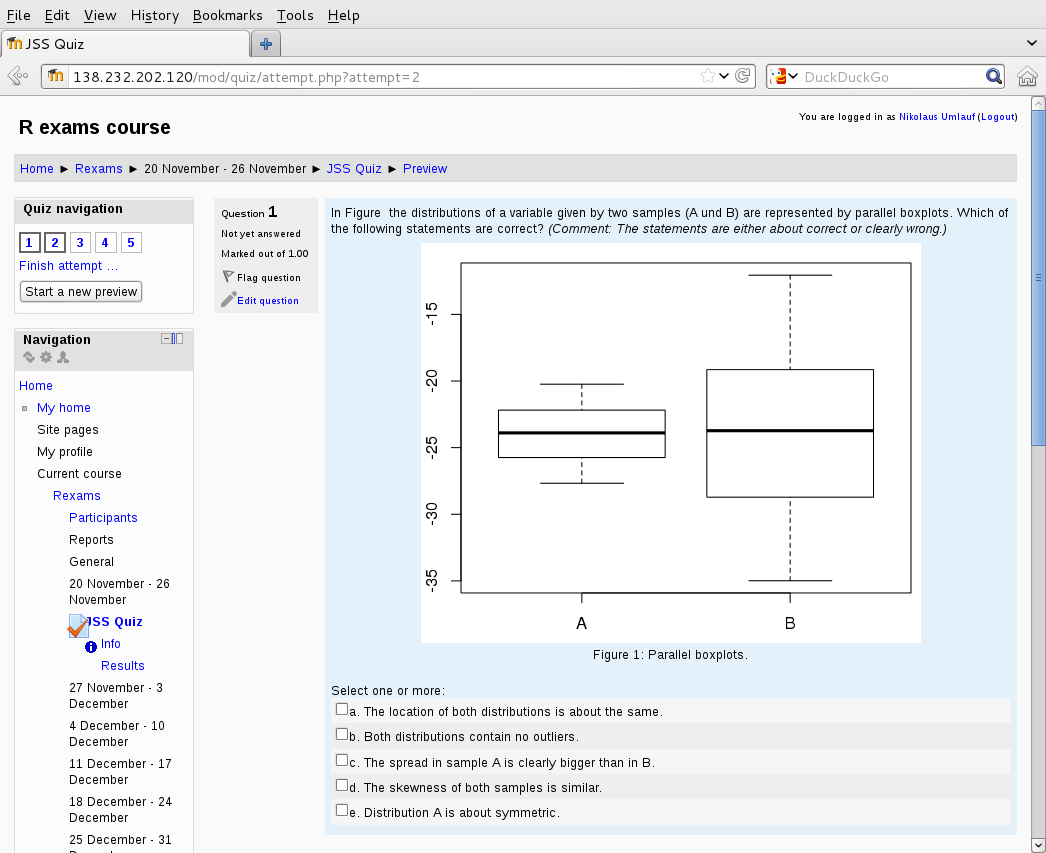 File Edit View History Bookmarks Tools Help
JSS Quiz
138.232.202.120/mod/quiz/attempt.php?attempt=2
DuckDuckGo
R exams course
You are logged in as Nikolaus Umlauf (Logout)
Home ► Rexams ► 20 November - 26 November ► JSS Quiz ► Preview
Quiz navigation
1 2 3 4 5
Finish attempt ...
Start a new preview
Navigation
Home
My home
Site pages
My profile
Current course
Rexams
Participants
Reports
General
20 November - 26
November
JSS Quiz
Info
Results
27 November - 3
December
4 December - 10
December
11 December - 17
December
18 December - 24
December
25 December - 31
Question 1
Not yet answered
Marked out of 1.00
Flag question
Edit question
In Figure the distributions of a variable given by two samples (A und B) are represented by parallel boxplots. Which of
the following statements are correct? (Comment: The statements are either about correct or clearly wrong.)
-15
-20
-25
-30
-35
A B
Figure 1: Parallel boxplots.
Select one or more:
a. The location of both distributions is about the same.
b. Both distributions contain no outliers.
c. The spread in sample A is clearly bigger than in B.
d. The skewness of both samples is similar.
e. Distribution A is about symmetric.